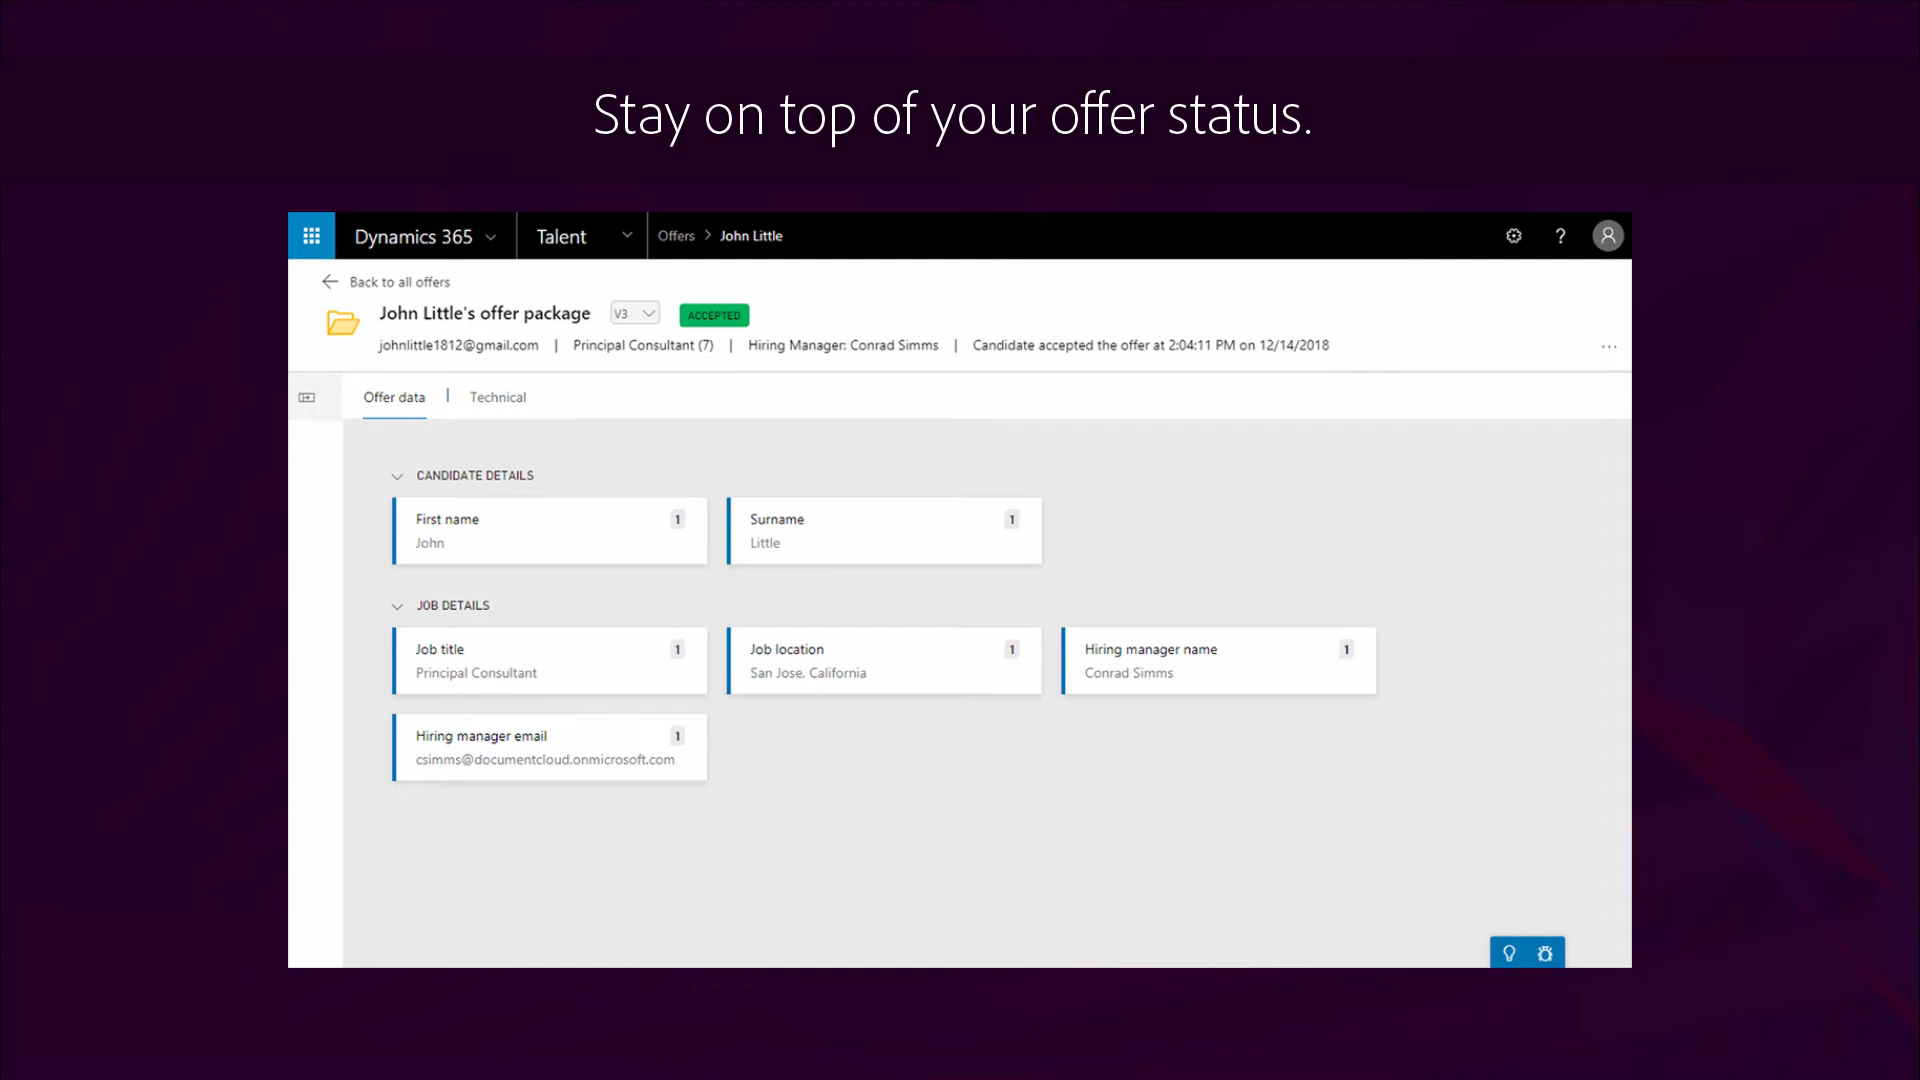 Stay on top of your offer status.
Dynamics 365 Talent Offers > John Little ?
Back to all offers
John Little's offer package V3 ACCEPTED
johnlittle1812@gmail.com | Principal Consultant (7) | Hiring Manager: Conrad Simms | Candidate accepted the offer at 2:04:11 PM on 12/14/2018 ...
Offer data | Technical
CANDIDATE DETAILS
First name 1 Surname 1
John Little
JOB DETAILS
Job title 1 Job location 1 Hiring manager name 1
Principal Consultant San Jose, California Conrad Simms
Hiring manager email 1
csimms@documentcloud.onmicrosoft.com